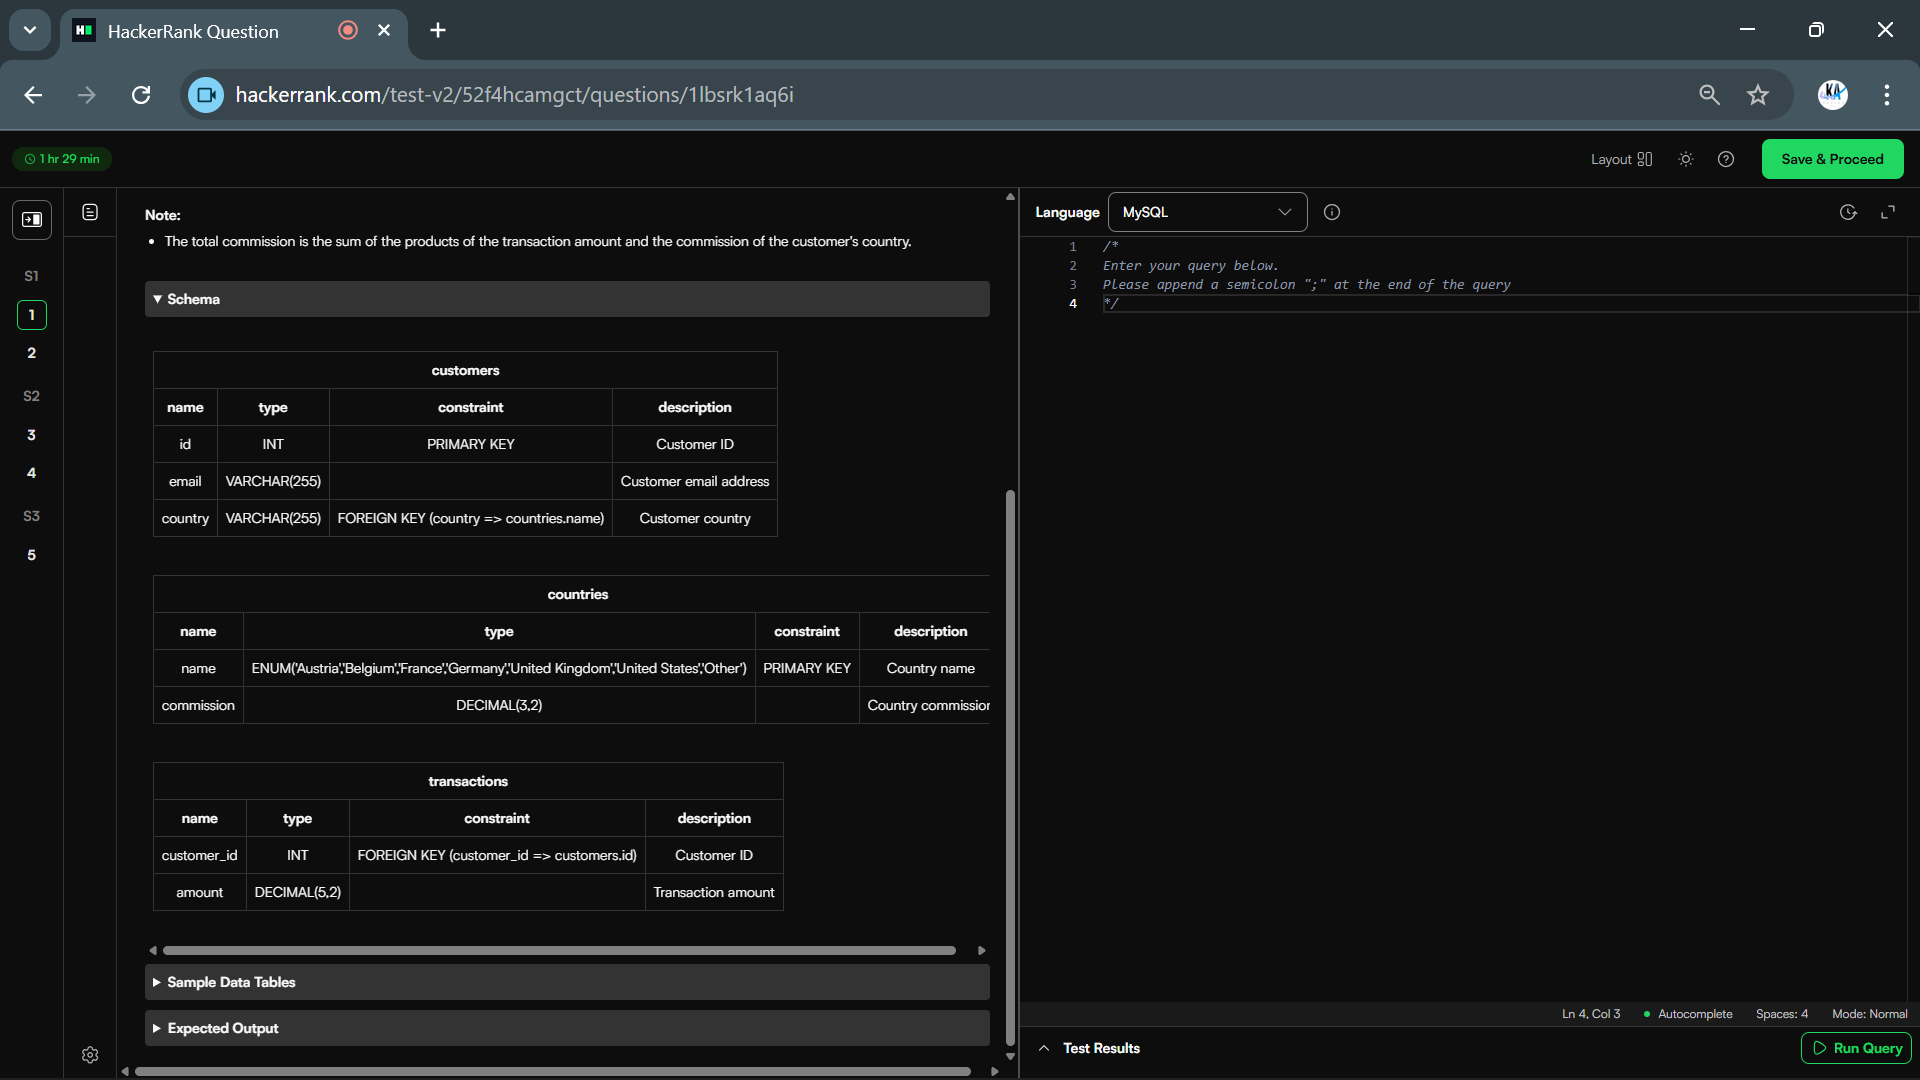 HackerRank Question
hackerrank.com/test-v2/52f4hcamgct/questions/1lbsrk1aq6i
KA
1 hr 29 min
Layout
Save & Proceed
S1
1
2
S2
3
4
S3
5
Note:
• The total commission is the sum of the products of the transaction amount and the commission of the customer's country.
▼ Schema
customers
name type constraint description
id INT PRIMARY KEY Customer ID
email VARCHAR(255) Customer email address
country VARCHAR(255) FOREIGN KEY (country => countries.name) Customer country
countries
name type constraint description
name ENUM('Austria','Belgium','France','Germany','United Kingdom','United States','Other') PRIMARY KEY Country name
commission DECIMAL(3,2) Country commission
transactions
name type constraint description
customer_id INT FOREIGN KEY (customer_id => customers.id) Customer ID
amount DECIMAL(5,2) Transaction amount
▶ Sample Data Tables
▶ Expected Output
Language MySQL
1 /*
2 Enter your query below.
3 Please append a semicolon ";" at the end of the query
4 */
Ln 4, Col 3 Autocomplete Spaces: 4 Mode: Normal
Test Results
Run Query